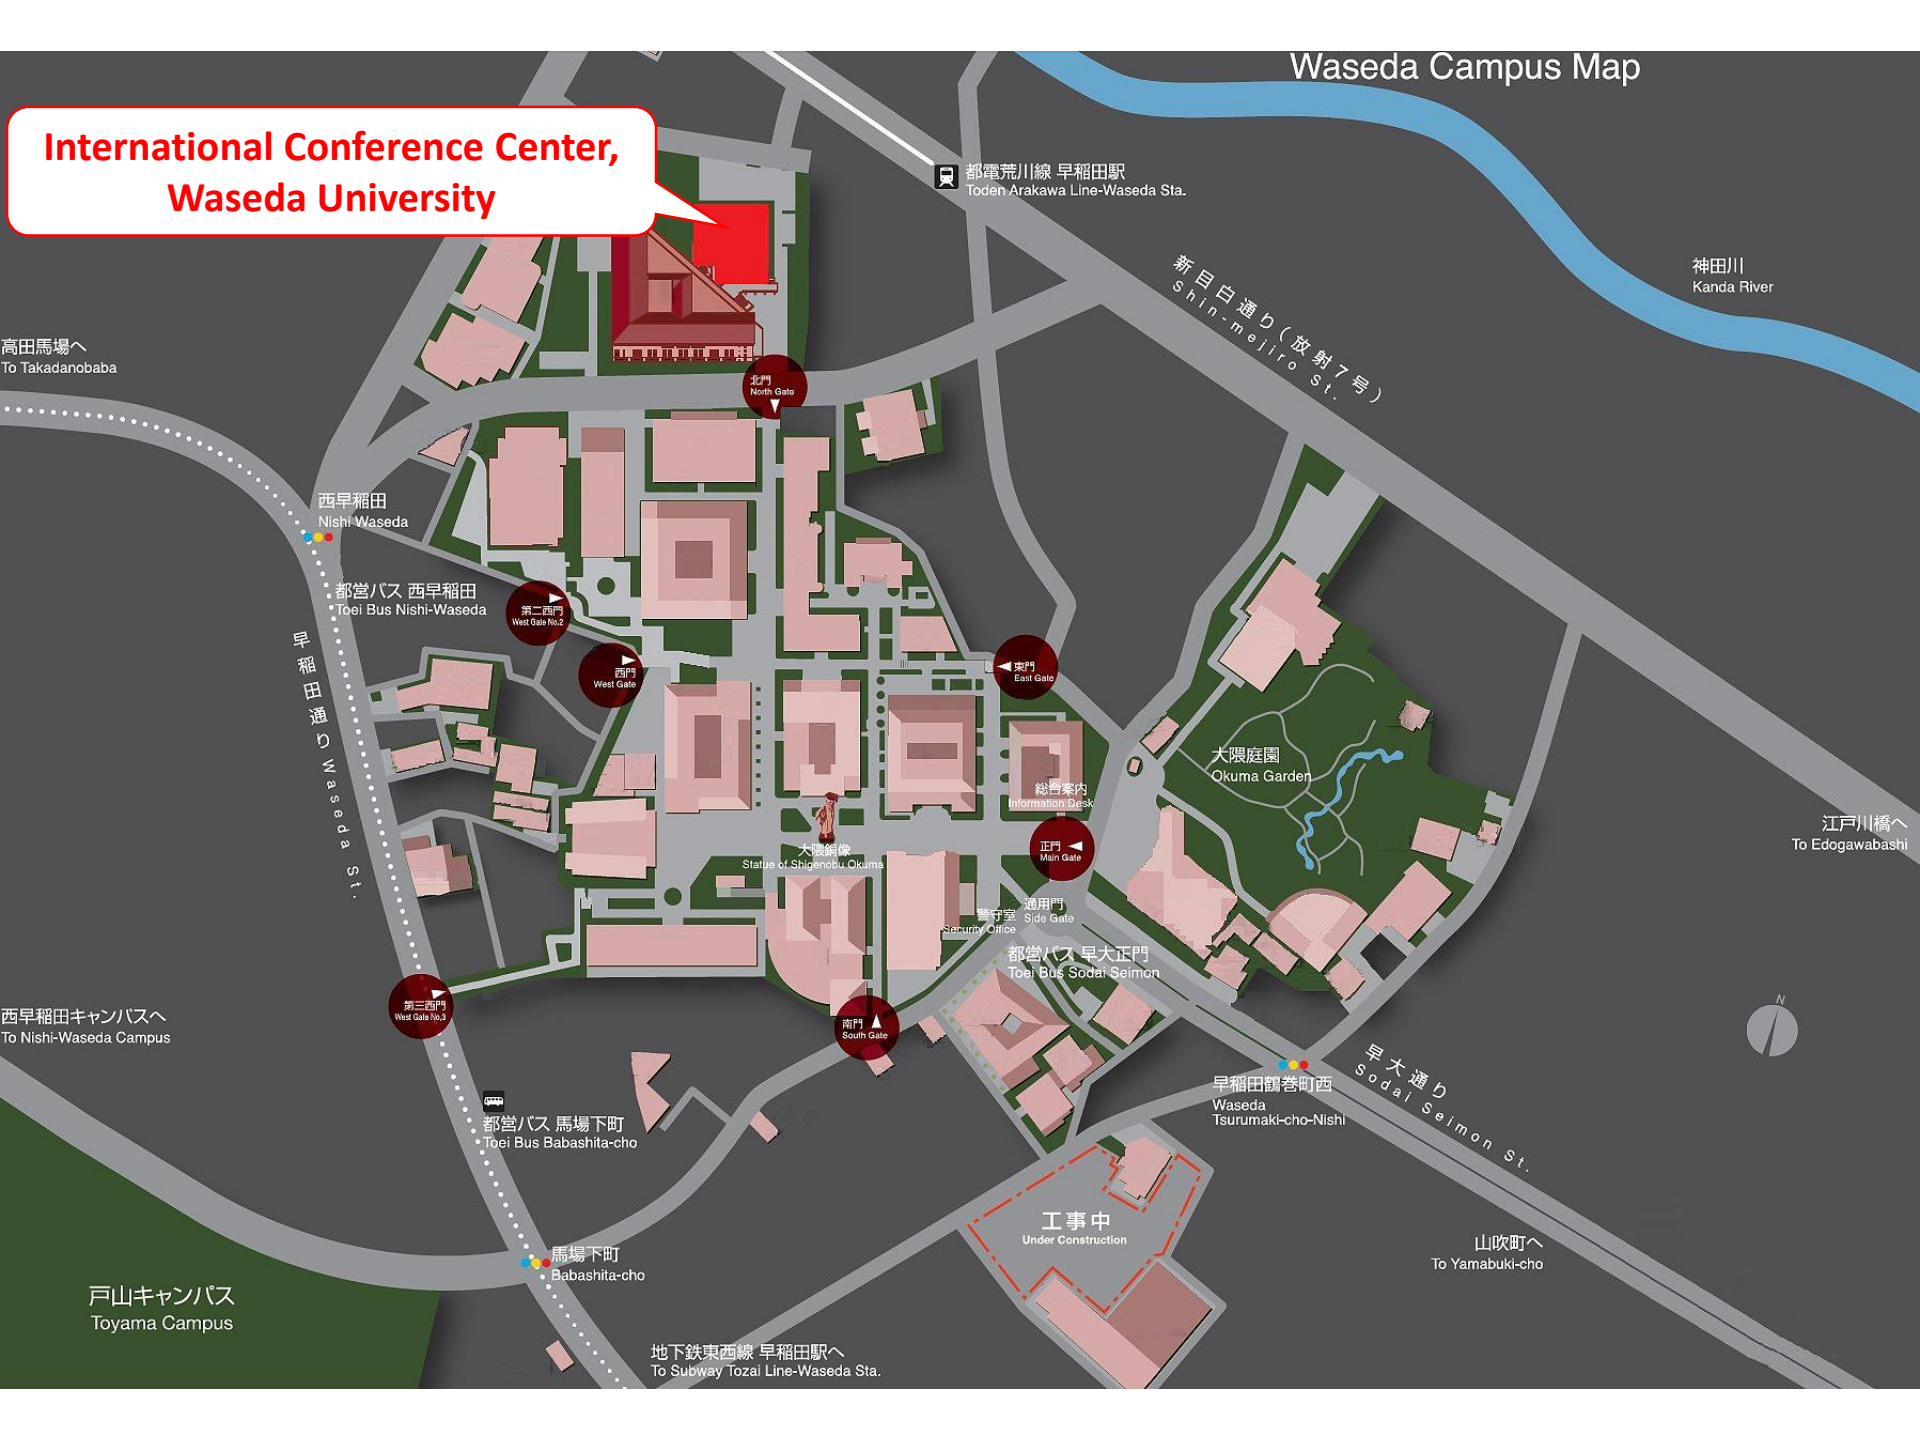 Waseda Campus Map
International Conference Center,
Waseda University
都電荒川線 早稲田駅
Toden Arakawa Line-Waseda Sta.
新目白通り(放射7号)
Shin-mejiro St.
神田川
Kanda River
高田馬場へ
To Takadanobaba
北門
North Gate
西早稲田
Nishi Waseda
都営バス 西早稲田
Toei Bus Nishi-Waseda
第二西門
West Gate No.2
西門
West Gate
東門
East Gate
早稲田通り Waseda St.
大隈庭園
Okuma Garden
総合案内
Information Desk
正門
Main Gate
大隈銅像
Statue of Shigenobu Okuma
江戸川橋へ
To Edogawabashi
通用門
Side Gate
警守室
Security Office
都営バス 早大正門
Toei Bus Sodai Seimon
第三西門
West Gate No,3
南門
South Gate
西早稲田キャンパスへ
To Nishi-Waseda Campus
N
早大通り
Sodai Seimon St.
早稲田鶴巻町西
Waseda
Tsurumaki-cho-Nishi
都営バス 馬場下町
Toei Bus Babashita-cho
工事中
Under Construction
山吹町へ
To Yamabuki-cho
馬場下町
Babashita-cho
戸山キャンパス
Toyama Campus
地下鉄東西線 早稲田駅へ
To Subway Tozai Line-Waseda Sta.